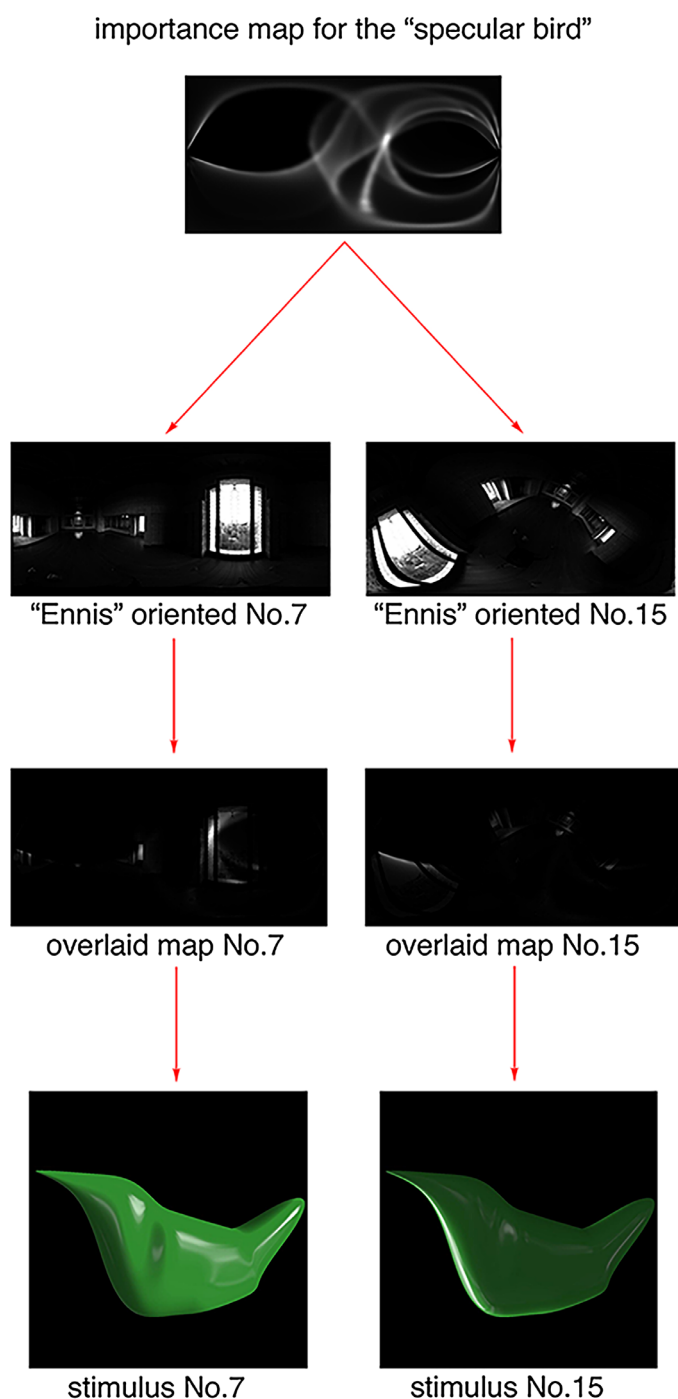 importance map for the “specular bird”
“Ennis” oriented No.7
“Ennis” oriented No.15
overlaid map No.7
overlaid map No.15
stimulus No.7
stimulus No.15